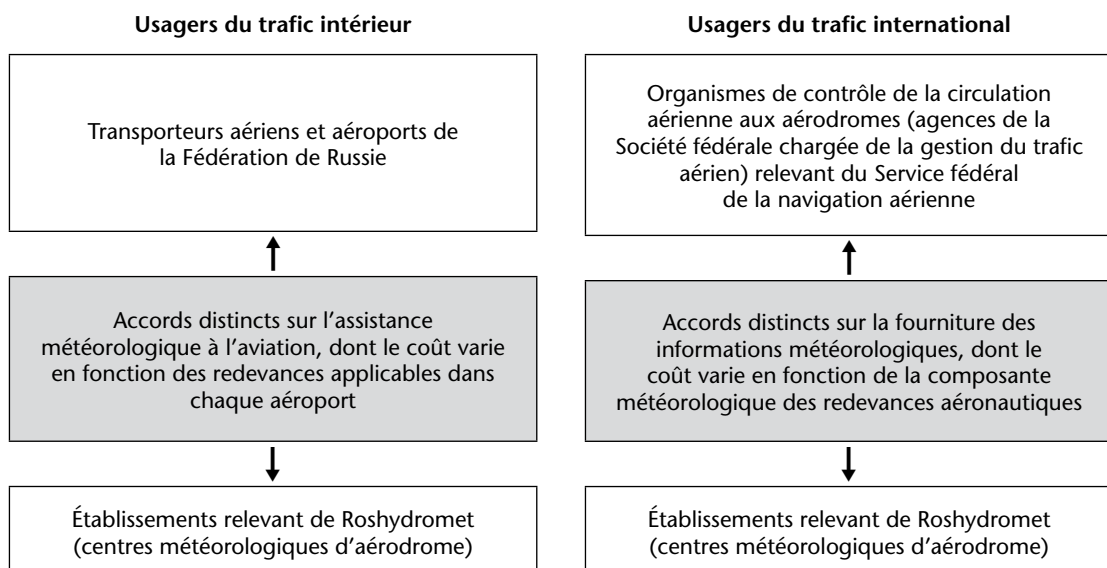 Usagers du trafic intérieur
Transporteurs aériens et aéroports de
la Fédération de Russie
Accords distincts sur l’assistance
météorologique à l’aviation, dont le coût varie
en fonction des redevances applicables dans
chaque aéroport
Établissements relevant de Roshydromet
(centres météorologiques d’aérodrome)
Usagers du trafic international
Organismes de contrôle de la circulation
aérienne aux aérodromes (agences de la
Société fédérale chargée de la gestion du trafic
aérien) relevant du Service fédéral
de la navigation aérienne
Accords distincts sur la fourniture des
informations météorologiques, dont le
coût varie en fonction de la composante
météorologique des redevances aéronautiques
Établissements relevant de Roshydromet
(centres météorologiques d’aérodrome)